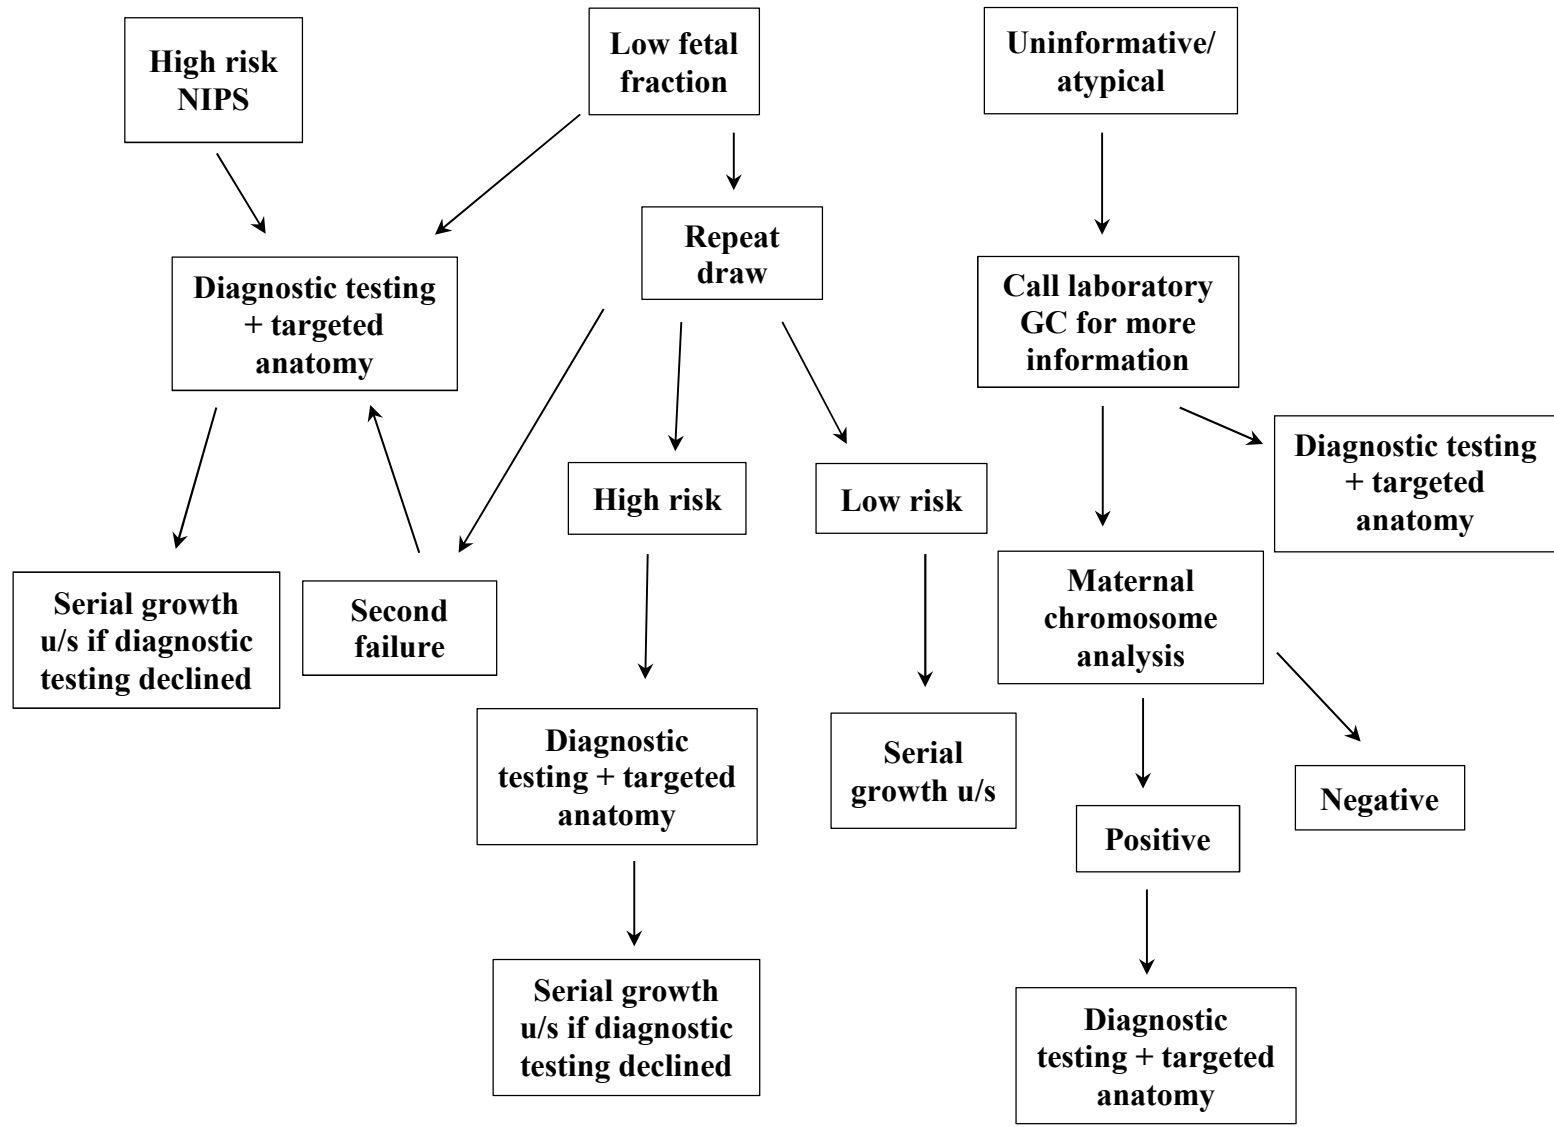 High risk
NIPS
Low fetal
fraction
Uninformative/
atypical
Repeat
draw
Diagnostic testing
+ targeted
anatomy
Call laboratory
GC for more
information
Diagnostic testing
+ targeted
anatomy
High risk
Low risk
Serial growth
u/s if diagnostic
testing declined
Second
failure
Maternal
chromosome
analysis
Diagnostic
testing + targeted
anatomy
Serial
growth u/s
Negative
Positive
Serial growth
u/s if diagnostic
testing declined
Diagnostic
testing + targeted
anatomy